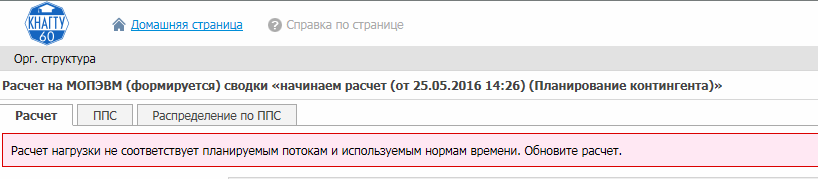 КНАГТУ
60
Домашняя страница
Справка по странице
Орг. структура
Расчет на МОПЭВМ (формируется) сводки «начинаем расчет (от 25.05.2016 14:26) (Планирование контингента)»
Расчет ППС Распределение по ППС
Расчет нагрузки не соответствует планируемым потокам и используемым нормам времени. Обновите расчет.